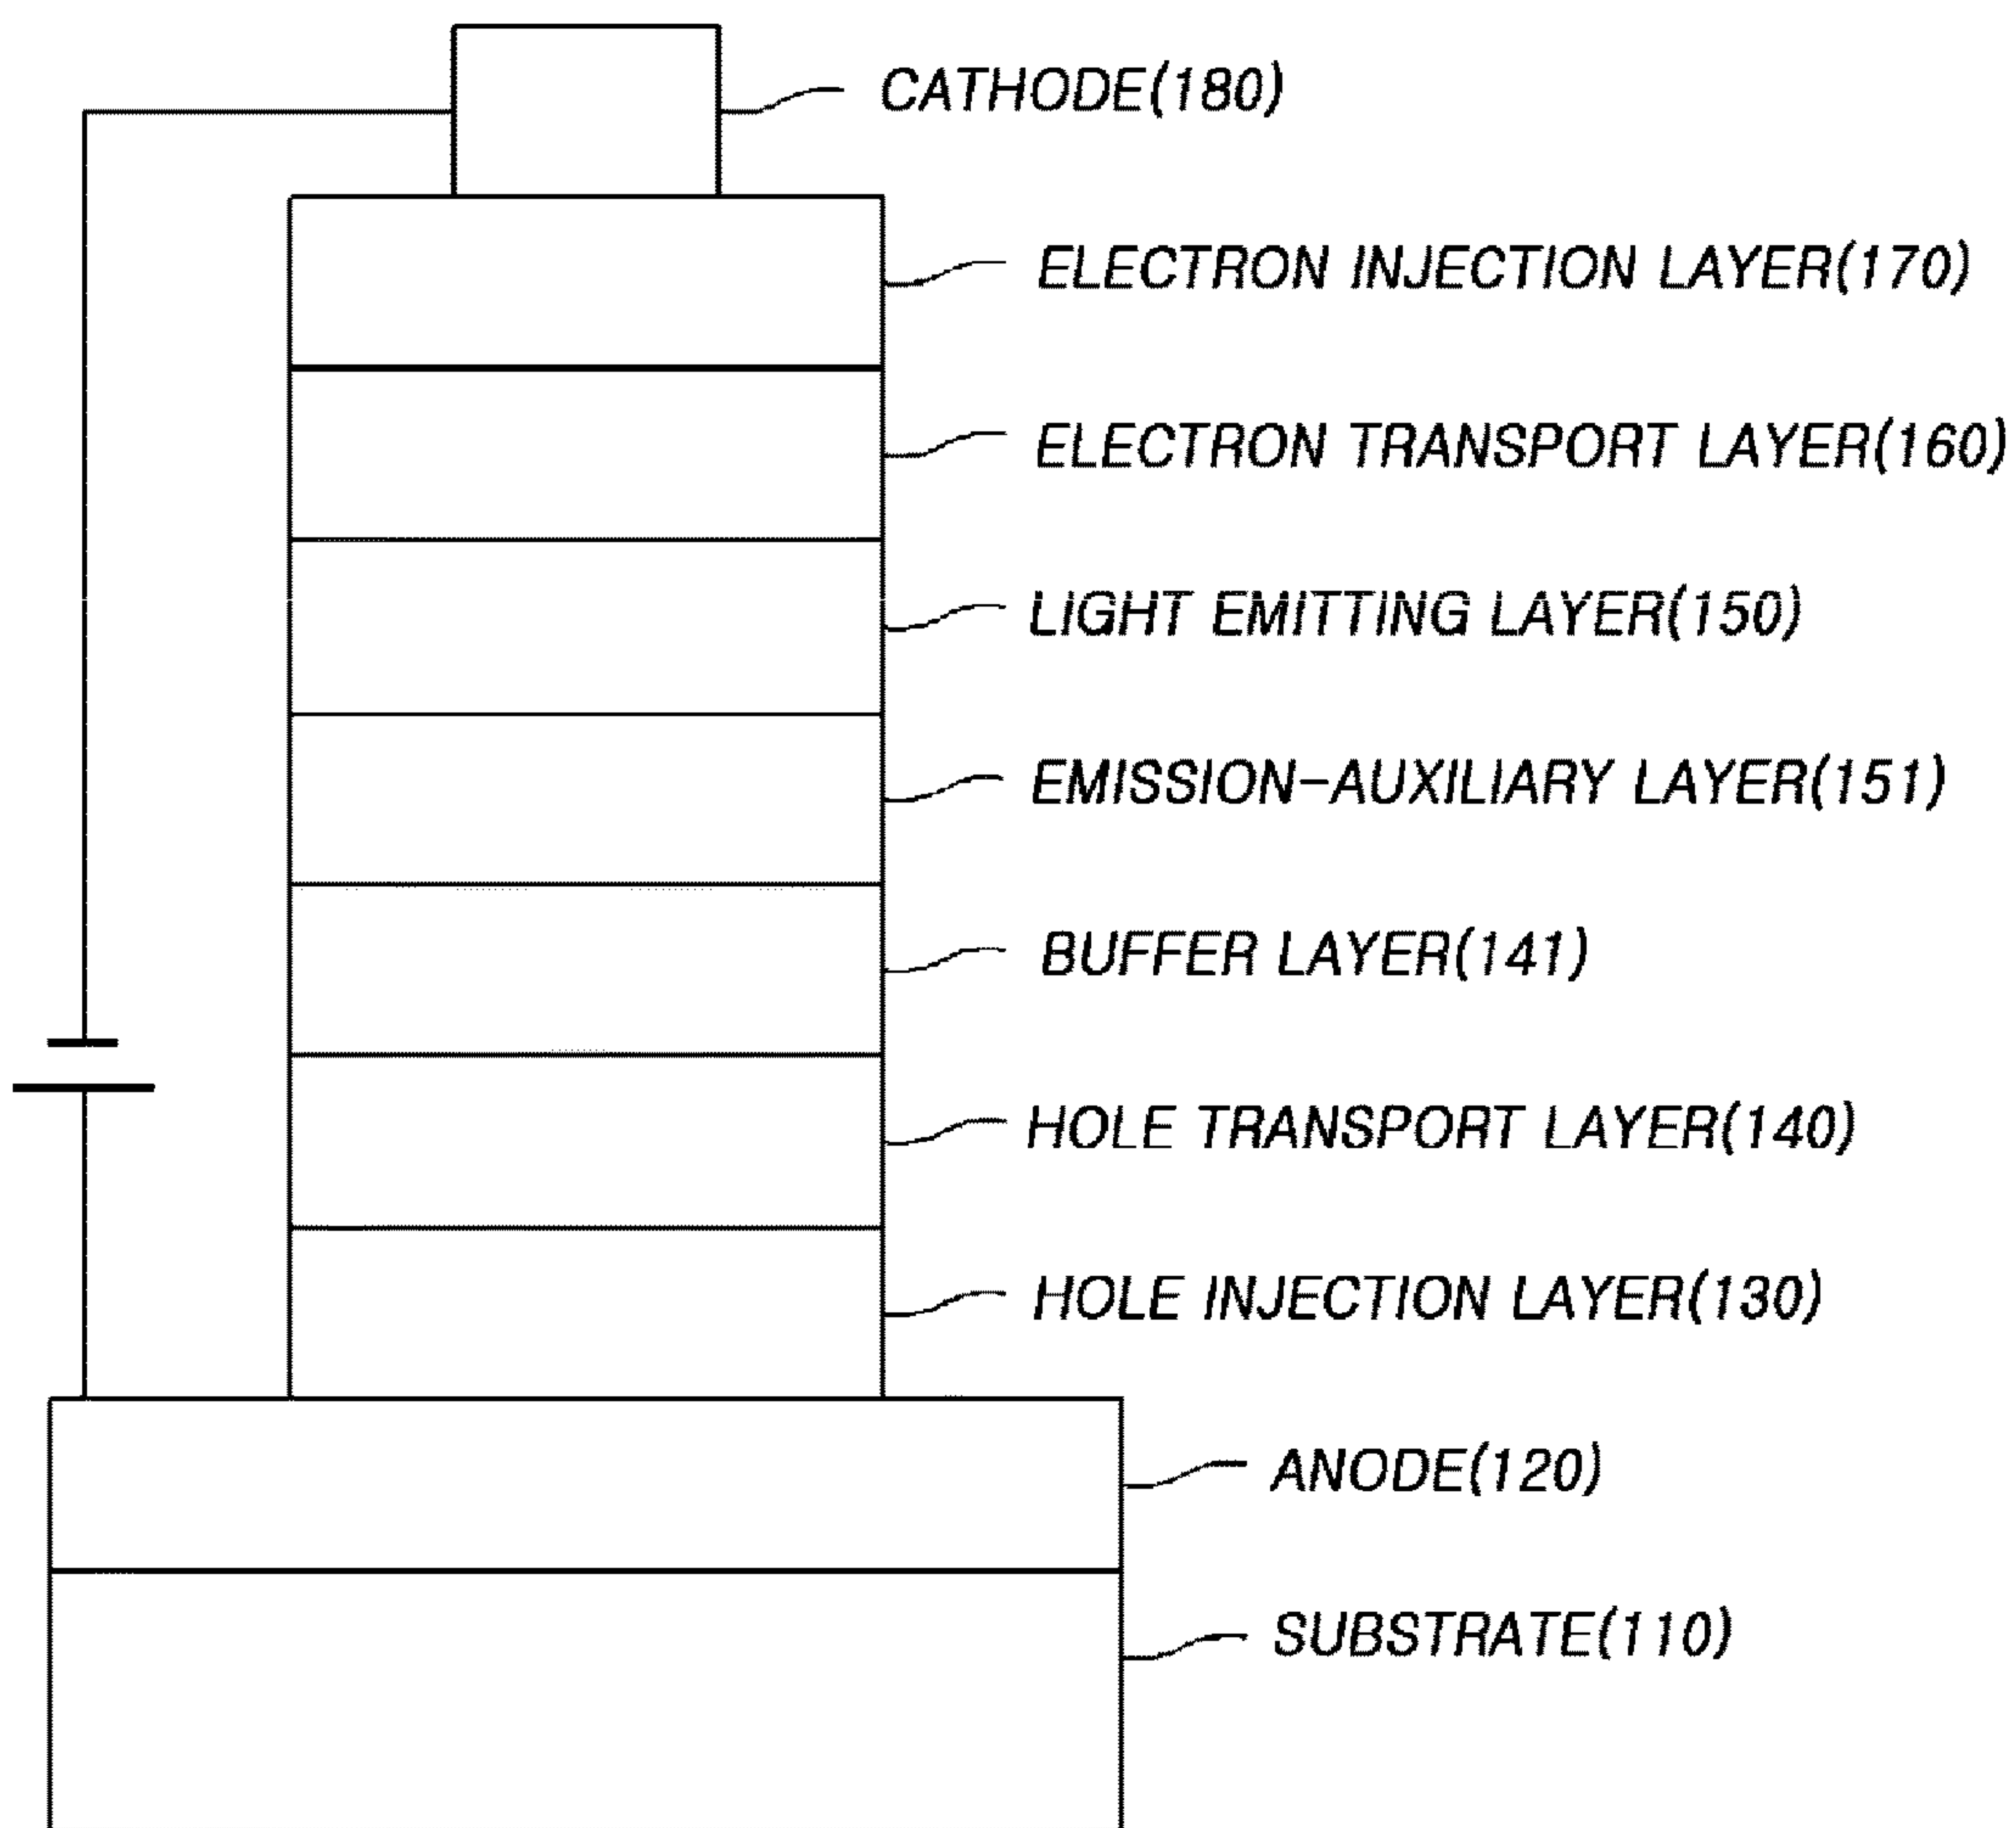 CATHODE(180)
ELECTRON INJECTION LAYER(170)
ELECTRON TRANSPORT LAYER(160)
LIGHT EMITTING LAYER(150)
EMISSION-AUXILIARY LAYER(151)
BUFFER LAYER(141)
HOLE TRANSPORT LAYER(140)
HOLE INJECTION LAYER(130)
ANODE(120)
SUBSTRATE(110)